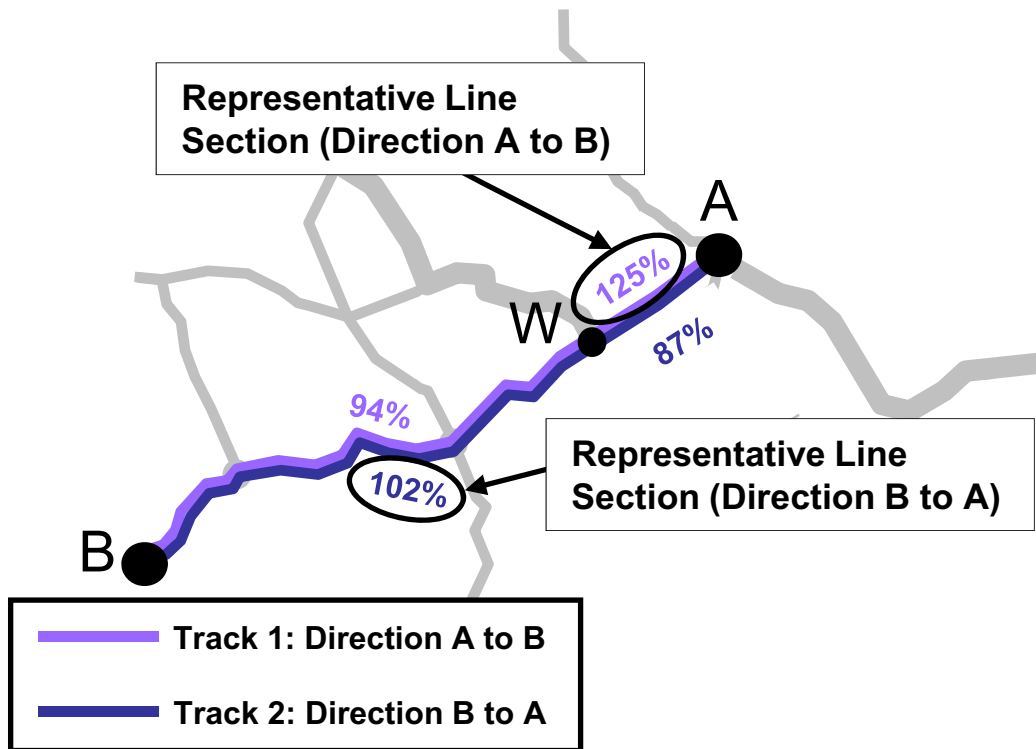 Representative Line
Section (Direction A to B)
A
125%
W
87%
94%
Representative Line
Section (Direction B to A)
102%
B
Track 1: Direction A to B
Track 2: Direction B to A